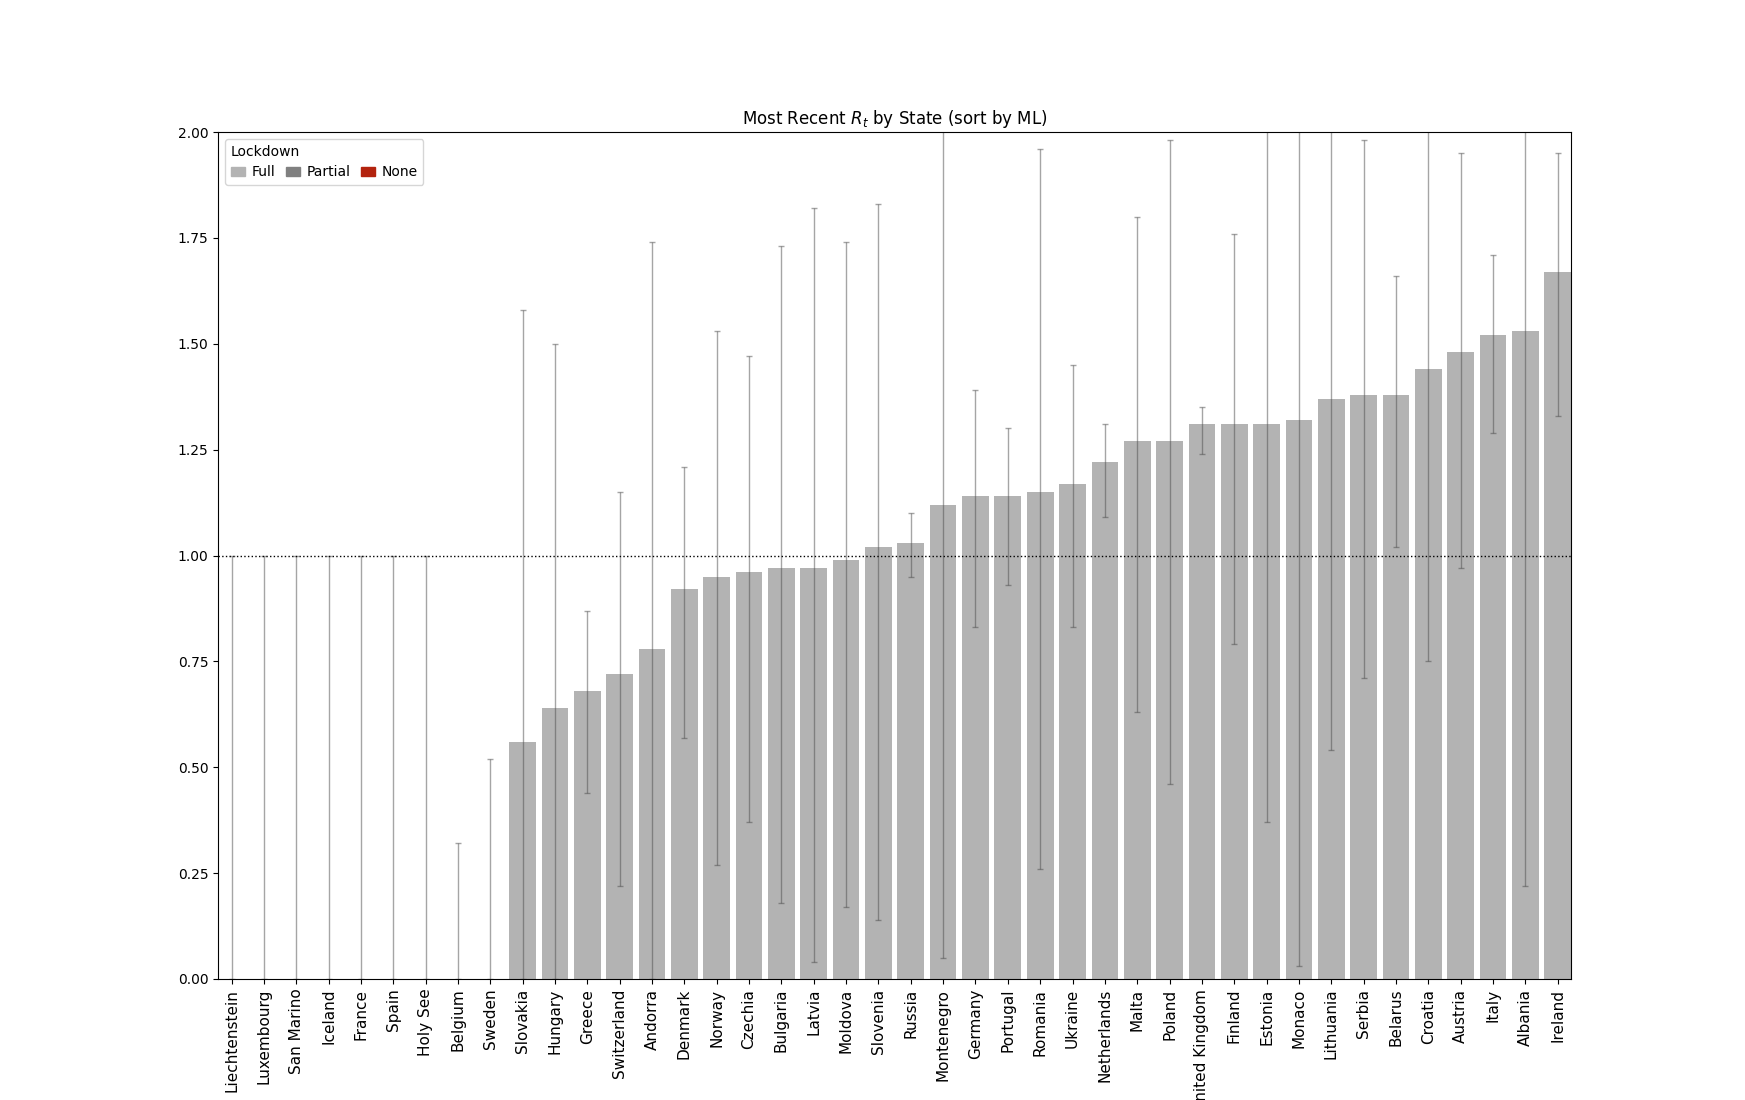 Most Recent R_t by State (sort by ML)
Lockdown
Full Partial None
2.00
1.75
1.50
1.25
1.00
0.75
0.50
0.25
0.00
Liechtenstein
Luxembourg
San Marino
Iceland
France
Spain
Holy See
Belgium
Sweden
Slovakia
Hungary
Greece
Switzerland
Andorra
Denmark
Norway
Czechia
Bulgaria
Latvia
Moldova
Slovenia
Russia
Montenegro
Germany
Portugal
Romania
Ukraine
Netherlands
Malta
Poland
nited Kingdom
Finland
Estonia
Monaco
Lithuania
Serbia
Belarus
Croatia
Austria
Italy
Albania
Ireland